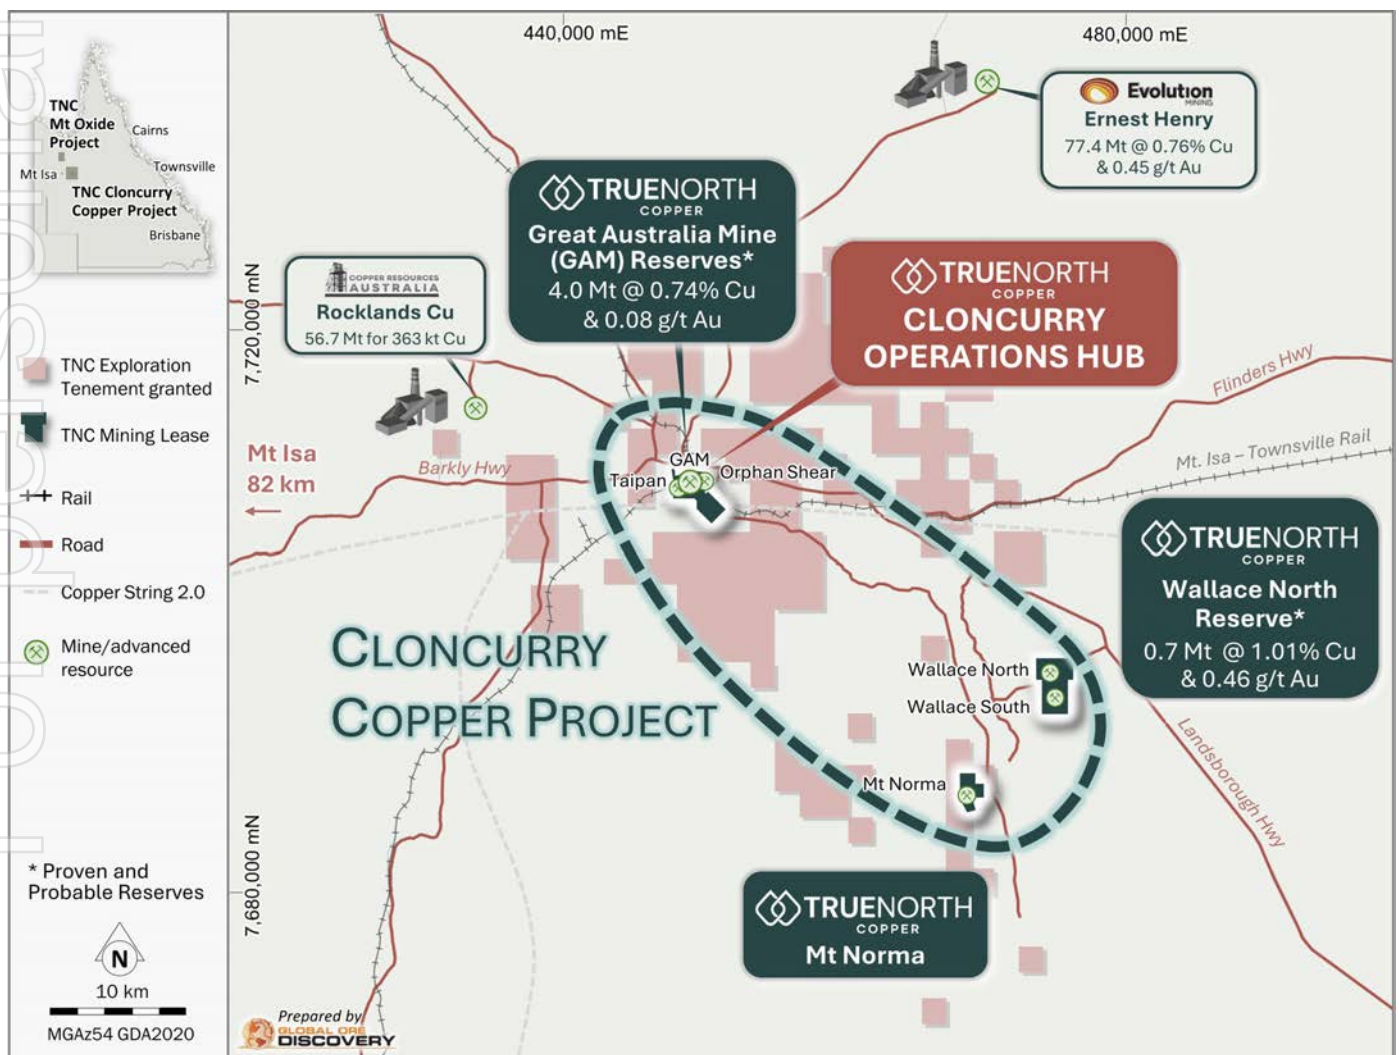 440,000 mE
480,000 mE
7,720,000 mN
7,680,000 mN
TNC
Mt Oxide
Project
Cairns
Townsville
Mt Isa
TNC Cloncurry
Copper Project
Brisbane
TNC Exploration
Tenement granted
TNC Mining Lease
Rail
Road
Copper String 2.0
Mine/advanced
resource
* Proven and
Probable Reserves
N
10 km
MGAz54 GDA2020
Evolution
MINING
Ernest Henry
77.4 Mt @ 0.76% Cu
& 0.45 g/t Au
TRUENORTH
COPPER
Great Australia Mine
(GAM) Reserves*
4.0 Mt @ 0.74% Cu
& 0.08 g/t Au
COPPER RESOURCES
AUSTRALIA
Rocklands Cu
56.7 Mt for 363 kt Cu
TRUENORTH
COPPER
CLONCURRY
OPERATIONS HUB
Flinders Hwy
Mt. Isa – Townsville Rail
Mt Isa
82 km
Barkly Hwy
GAM
Taipan
Orphan Shear
TRUENORTH
COPPER
Wallace North
Reserve*
0.7 Mt @ 1.01% Cu
& 0.46 g/t Au
CLONCURRY
COPPER PROJECT
Wallace North
Wallace South
Mt Norma
Landsborough Hwy
TRUENORTH
COPPER
Mt Norma
Prepared by
GLOBAL ORE
DISCOVERY